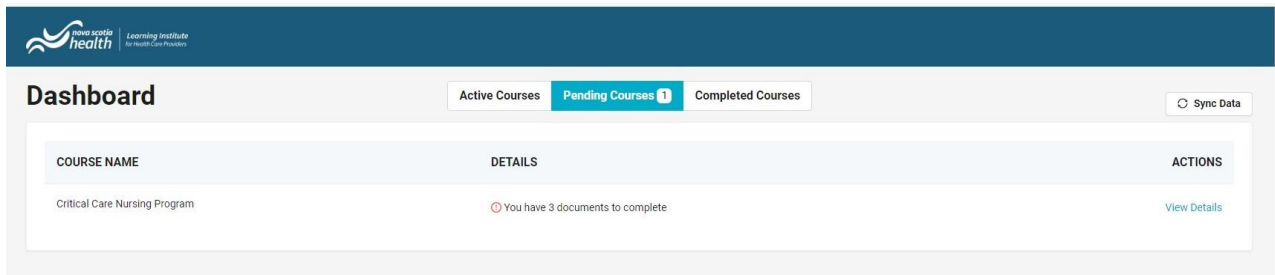 nova scotia
health
Learning Institute
for Health Care Providers
Dashboard
Active Courses
Pending Courses 1
Completed Courses
Sync Data
COURSE NAME
DETAILS
ACTIONS
Critical Care Nursing Program
You have 3 documents to complete
View Details